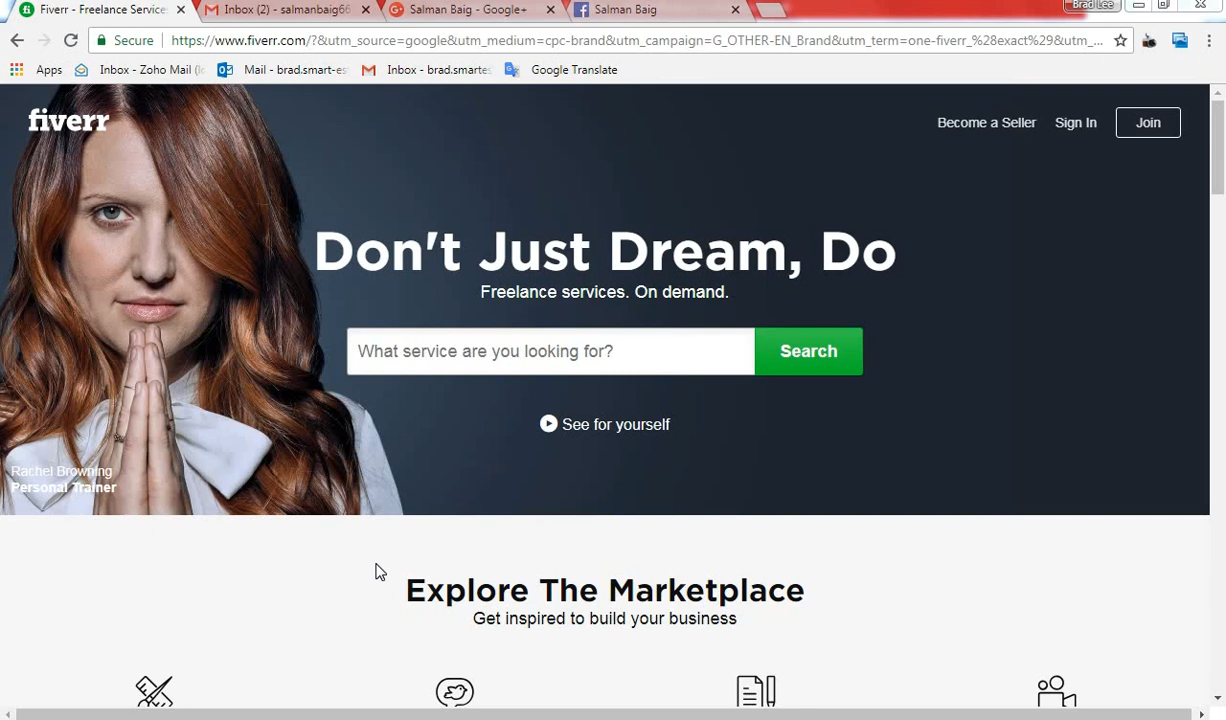 Fiverr - Freelance Service
Inbox (2) - salmanbaig66
Salman Baig - Google+
Salman Baig
Brad Lee
Secure
https://www.fiverr.com/?&utm_source=google&utm_medium=cpc-brand&utm_campaign=G_OTHER-EN_Brand&utm_term=one-fiverr_%28exact%29&utm_...
Apps
Inbox - Zoho Mail (
Mail - brad.smart-es
Inbox - brad.smartes
Google Translate
fiverr
Become a Seller
Sign In
Join
Don't Just Dream, Do
Freelance services. On demand.
What service are you looking for?
Search
See for yourself
Rachel Browning
Personal Trainer
Explore The Marketplace
Get inspired to build your business